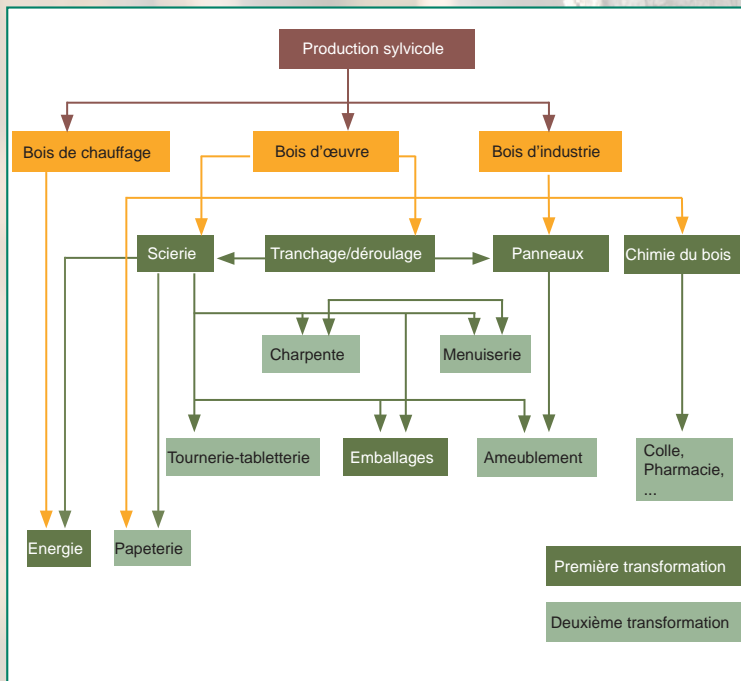 Production sylvicole
Bois de chauffage
Bois d'œuvre
Bois d'industrie
Scierie
Tranchage/déroulage
Panneaux
Chimie du bois
Charpente
Menuiserie
Tournerie-tabletterie
Emballages
Ameublement
Colle,
Pharmacie,
...
Energie
Papeterie
Première transformation
Deuxième transformation